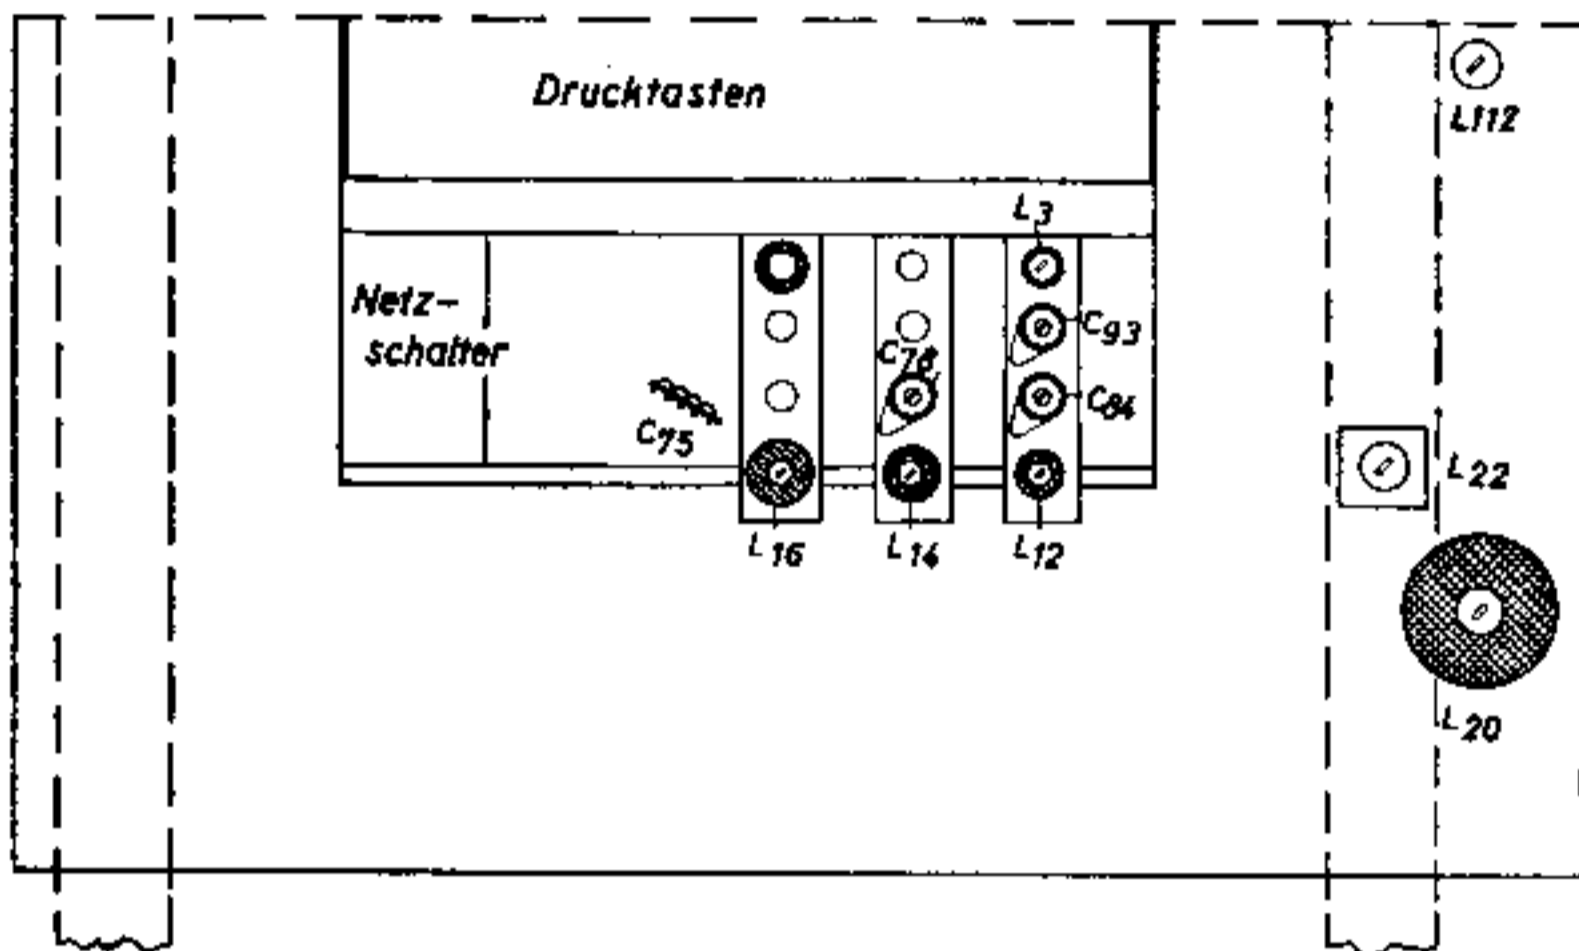 Drucktasten
L112
L3
Netz-
schalter
C93
C78
C84
C75
L22
L16
L14
L12
L20